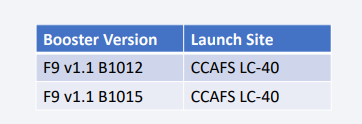 Booster Version Launch Site
F9 v1.1 B1012 CCAFS LC-40
F9 v1.1 B1015 CCAFS LC-40